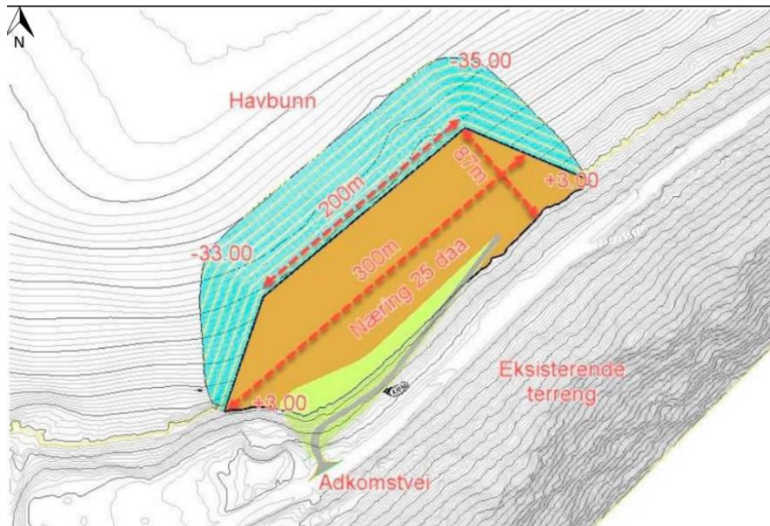 N
-35.00
Havbunn
87m
+3.00
200m
-33.00
300m
Næring 25 daa
Eksisterende
terreng
+3.00
Adkomstvei